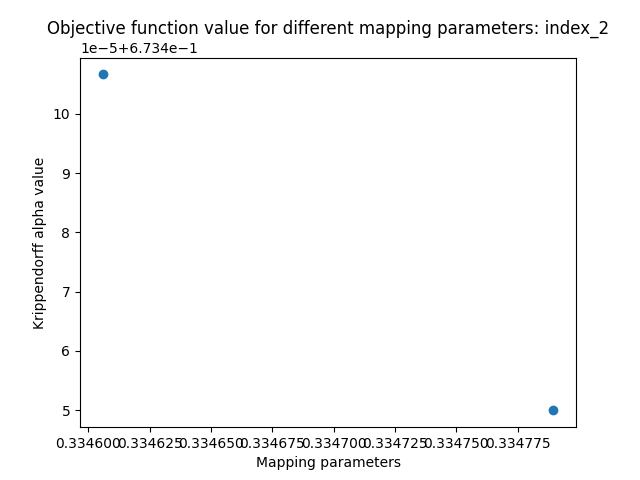 Objective function value for different mapping parameters: index_2
1e−5+6.734e−1
10
9
8
7
6
5
Krippendorff alpha value
0.334600 0.334625 0.334650 0.334675 0.334700 0.334725 0.334750 0.334775
Mapping parameters